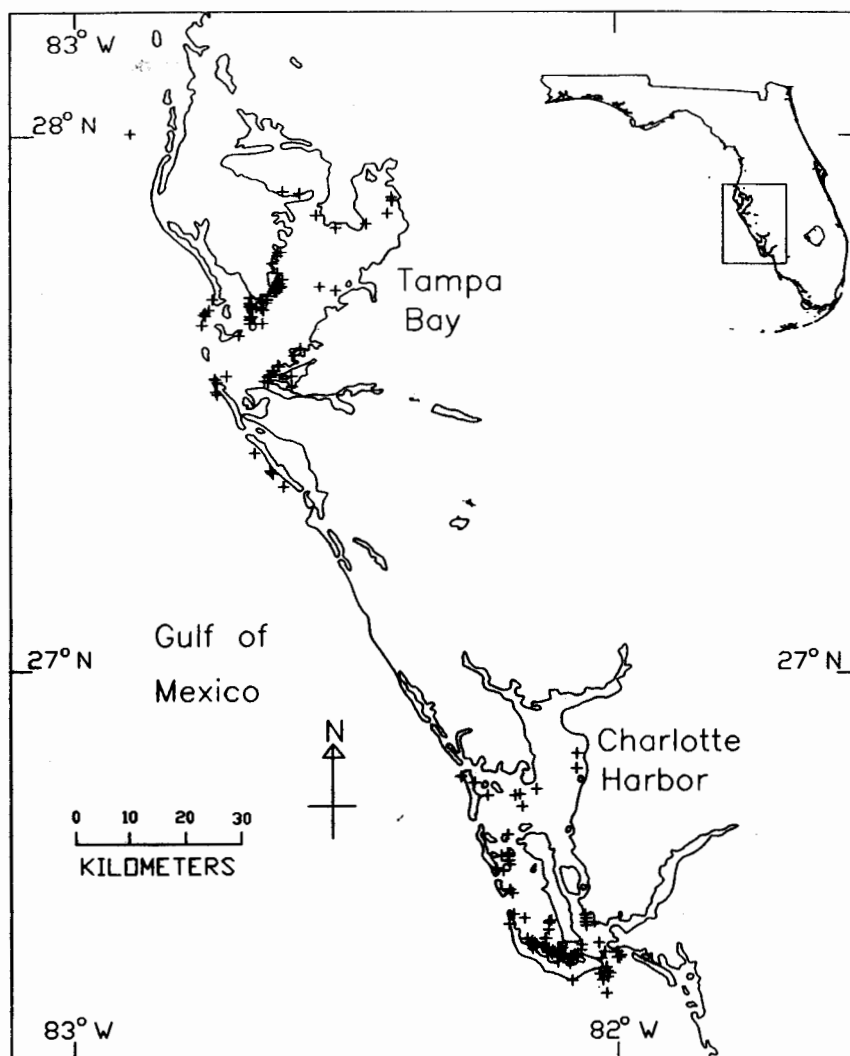 83° W
28° N
Tampa
Bay
Gulf of
Mexico
27° N
27° N
N
Charlotte
Harbor
0 10 20 30
KILOMETERS
83° W
82° W